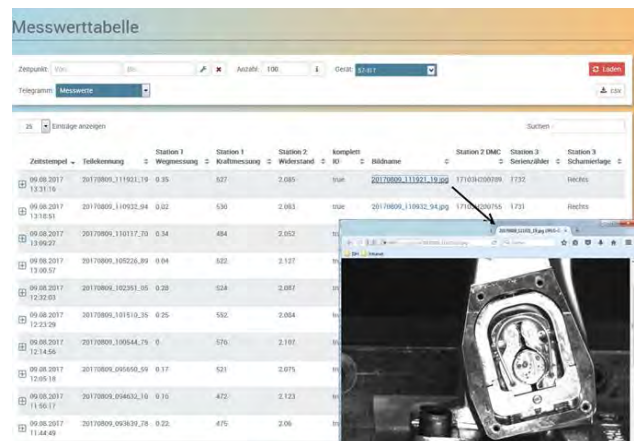 Messwerttabelle
Zeitpunkt: Von: Bis: Anzahl: 100 Gerät: Laden
Telegramm: Messwerte csv
25 Einträge anzeigen Suchen
Station 1 Station 1 Station 2 komplett Station 2 DMC Station 3 Station 3
Zeitstempel Teilekennung Wegmessung Kraftmessung Widerstand IO Bildname Serienzähler Scharnierlage
09.08.2017 20170809_111921_19 0.35 627 2.085 true 20170809_111921_19.jpg 1732 Rechts
13:31:16
09.08.2017 20170809_110932_94 0.02 530 2.093 true 20170809_110932_94.jpg 1731 Rechts
13:18:51
09.08.2017 20170809_110117_70 0.34 484 2.052
13:09:27
09.08.2017 20170809_105226_89 0.04 622 2.127
13:00:57
09.08.2017 20170809_102351_05 0.28 524 2.087
12:32:03
09.08.2017 20170809_101510_35 0.25 552 2.084
12:23:29
09.08.2017 20170809_100544_75 0 576 2.107
12:14:56
09.08.2017 20170809_095650_59 0.17 521 2.075
12:05:18
09.08.2017 20170809_094632_10 0.16 472 2.123
11:56:17
09.08.2017 20170809_093639_78 0.22 475 2.06
11:44:49